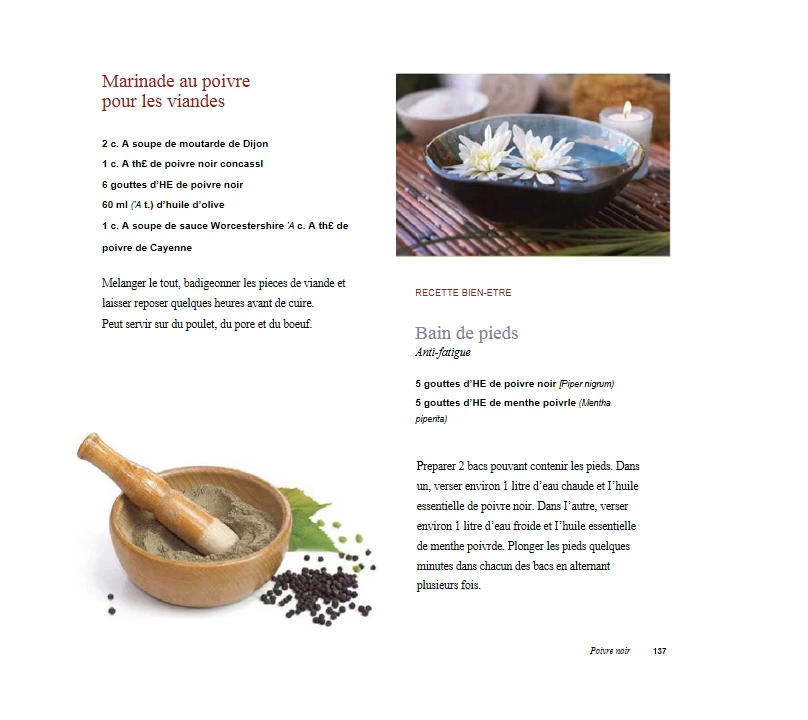 Marinade au poivre
pour les viandes
2 c. A soupe de moutarde de Dijon
1 c. A th£ de poivre noir concassl
6 gouttes d'HE de poivre noir
60 ml ('A t.) d'huile d'olive
1 c. A soupe de sauce Worcestershire 'A c. A th£ de
poivre de Cayenne
Melanger le tout, badigeonner les pieces de viande et
laisser reposer quelques heures avant de cuire.
Peut servir sur du poulet, du pore et du boeuf.
RECETTE BIEN-ETRE
Bain de pieds
Anti-fatigue
5 gouttes d'HE de poivre noir [Piper nigrum)
5 gouttes d'HE de menthe poivrle (Mentha
piperita)
Preparer 2 bacs pouvant contenir les pieds. Dans
un, verser environ 1 litre d'eau chaude et I'huile
essentielle de poivre noir. Dans I'autre, verser
environ 1 litre d'eau froide et I'huile essentielle
de menthe poivrde. Plonger les pieds quelques
minutes dans chacun des bacs en alternant
plusieurs fois.
Poivre noir 137